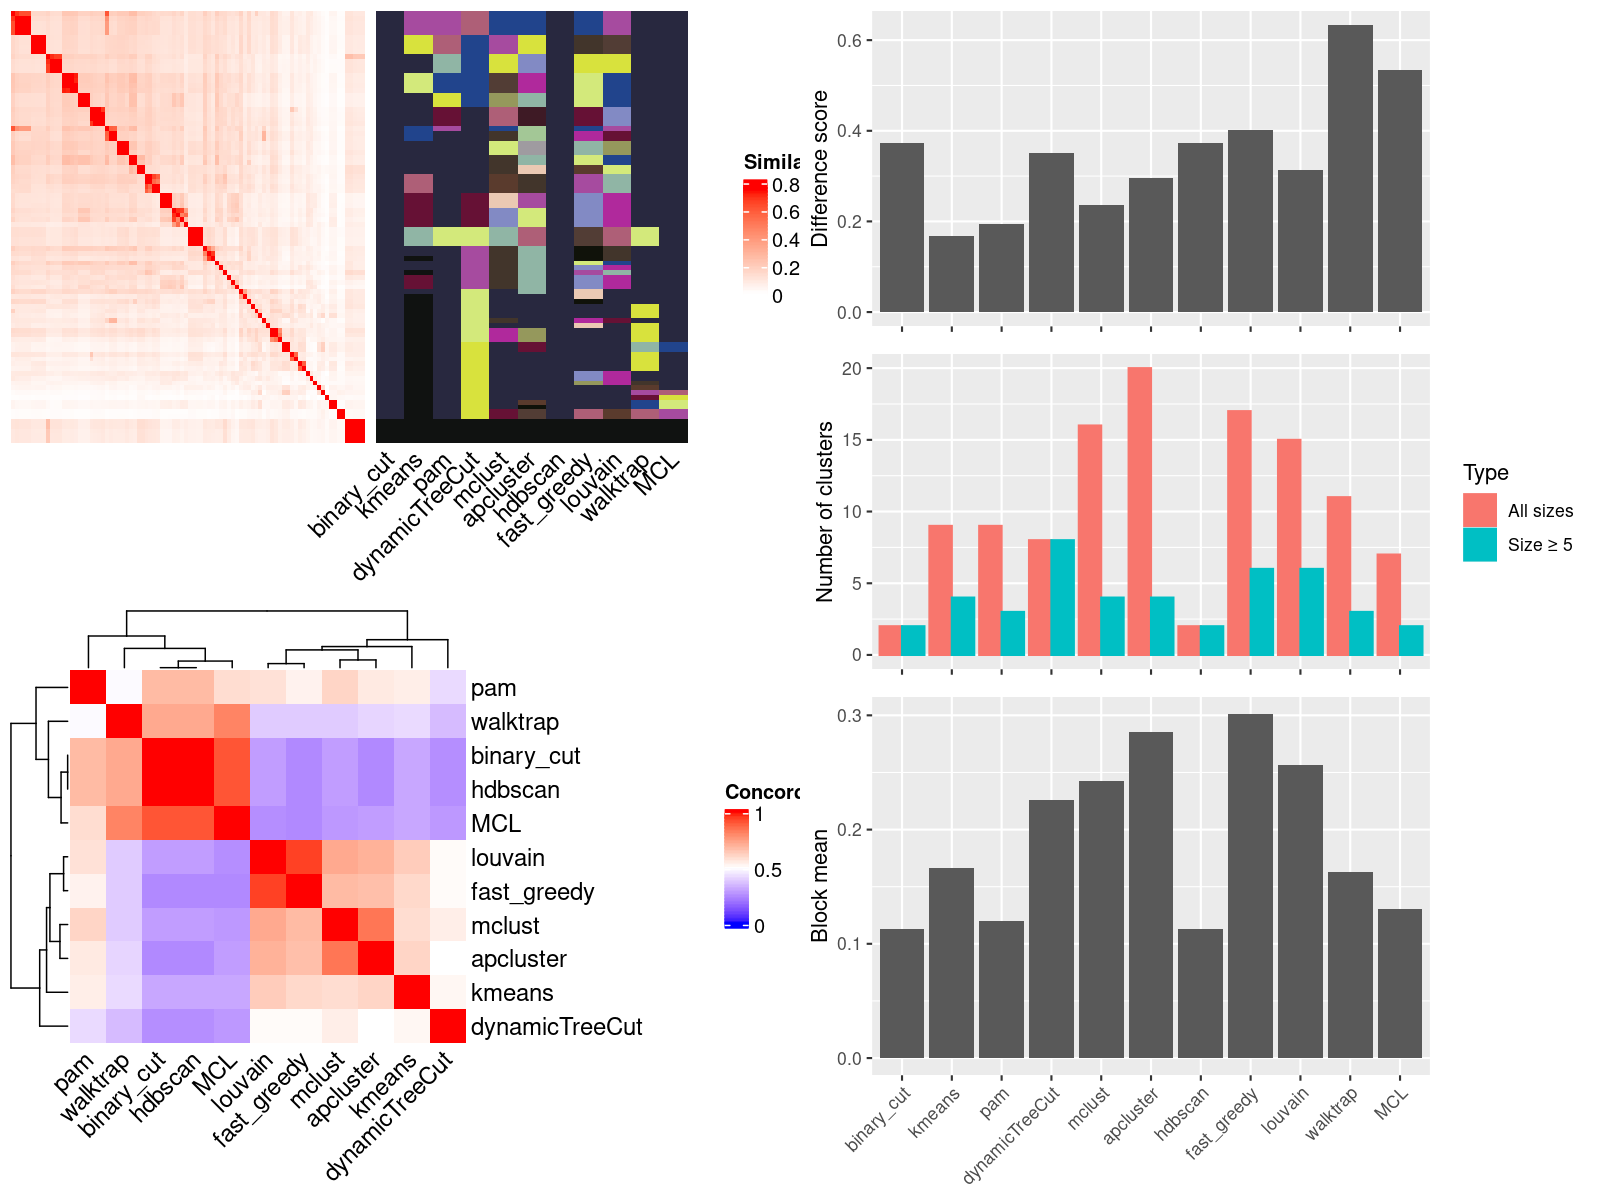 Simila
0.8
0.6
0.4
0.2
0
binary_cut
kmeans
pam
dynamicTreeCut
mclust
apcluster
hdbscan
fast_greedy
louvain
walktrap
MCL
pam
walktrap
binary_cut
hdbscan
MCL
louvain
fast_greedy
mclust
apcluster
kmeans
dynamicTreeCut
pam
walktrap
binary_cut
hdbscan
MCL
louvain
fast_greedy
mclust
apcluster
kmeans
dynamicTreeCut
Concord
1
0.5
0
Difference score
0.6
0.4
0.2
0.0
Number of clusters
20
15
10
5
0
Type
All sizes
Size ≥ 5
Block mean
0.3
0.2
0.1
0.0
binary_cut
kmeans
pam
dynamicTreeCut
mclust
apcluster
hdbscan
fast_greedy
louvain
walktrap
MCL